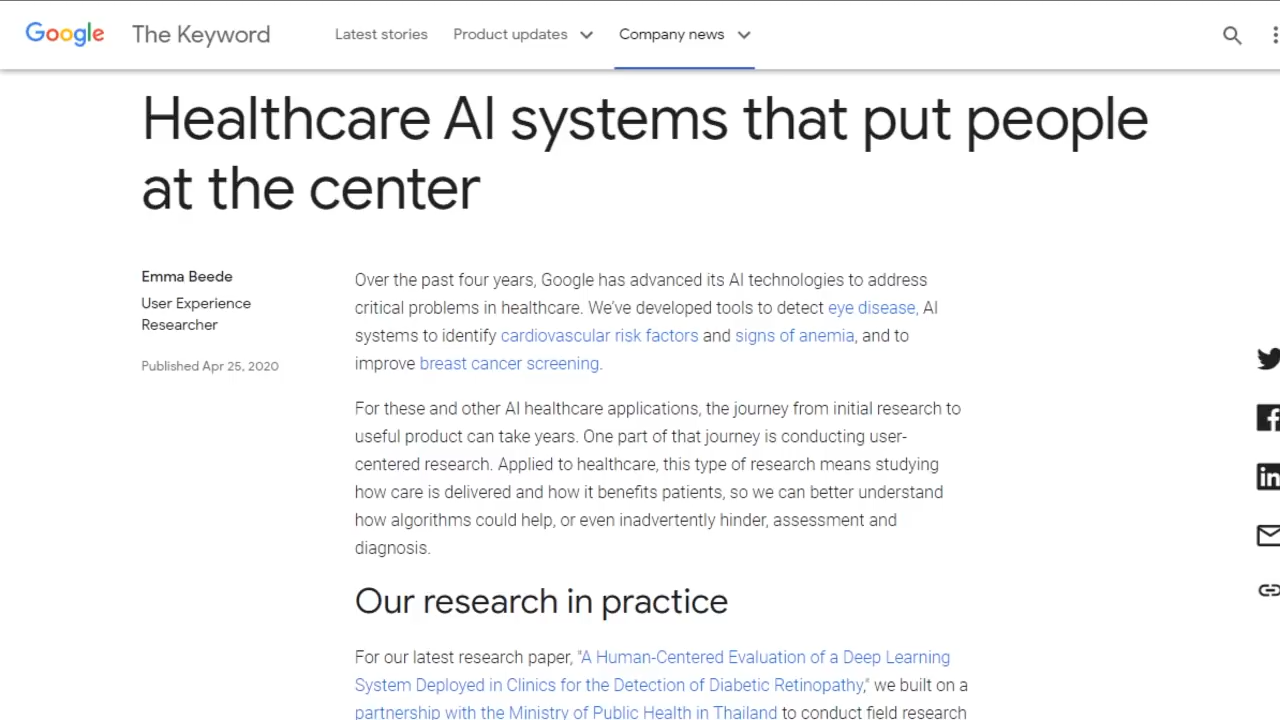 Google The Keyword Latest stories Product updates Company news
Healthcare AI systems that put people
at the center
Emma Beede
User Experience
Researcher
Published Apr 25, 2020
Over the past four years, Google has advanced its AI technologies to address
critical problems in healthcare. We’ve developed tools to detect eye disease, AI
systems to identify cardiovascular risk factors and signs of anemia, and to
improve breast cancer screening.
For these and other AI healthcare applications, the journey from initial research to
useful product can take years. One part of that journey is conducting user-
centered research. Applied to healthcare, this type of research means studying
how care is delivered and how it benefits patients, so we can better understand
how algorithms could help, or even inadvertently hinder, assessment and
diagnosis.
Our research in practice
For our latest research paper, "A Human-Centered Evaluation of a Deep Learning
System Deployed in Clinics for the Detection of Diabetic Retinopathy," we built on a
partnership with the Ministry of Public Health in Thailand to conduct field research